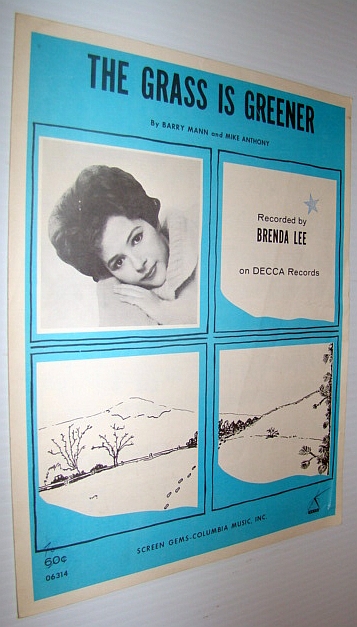 THE GRASS IS GREENER
By BARRY MANN and MIKE ANTHONY
Recorded by
BRENDA LEE
on DECCA Records
60¢
06314
SCREEN GEMS-COLUMBIA MUSIC, INC.